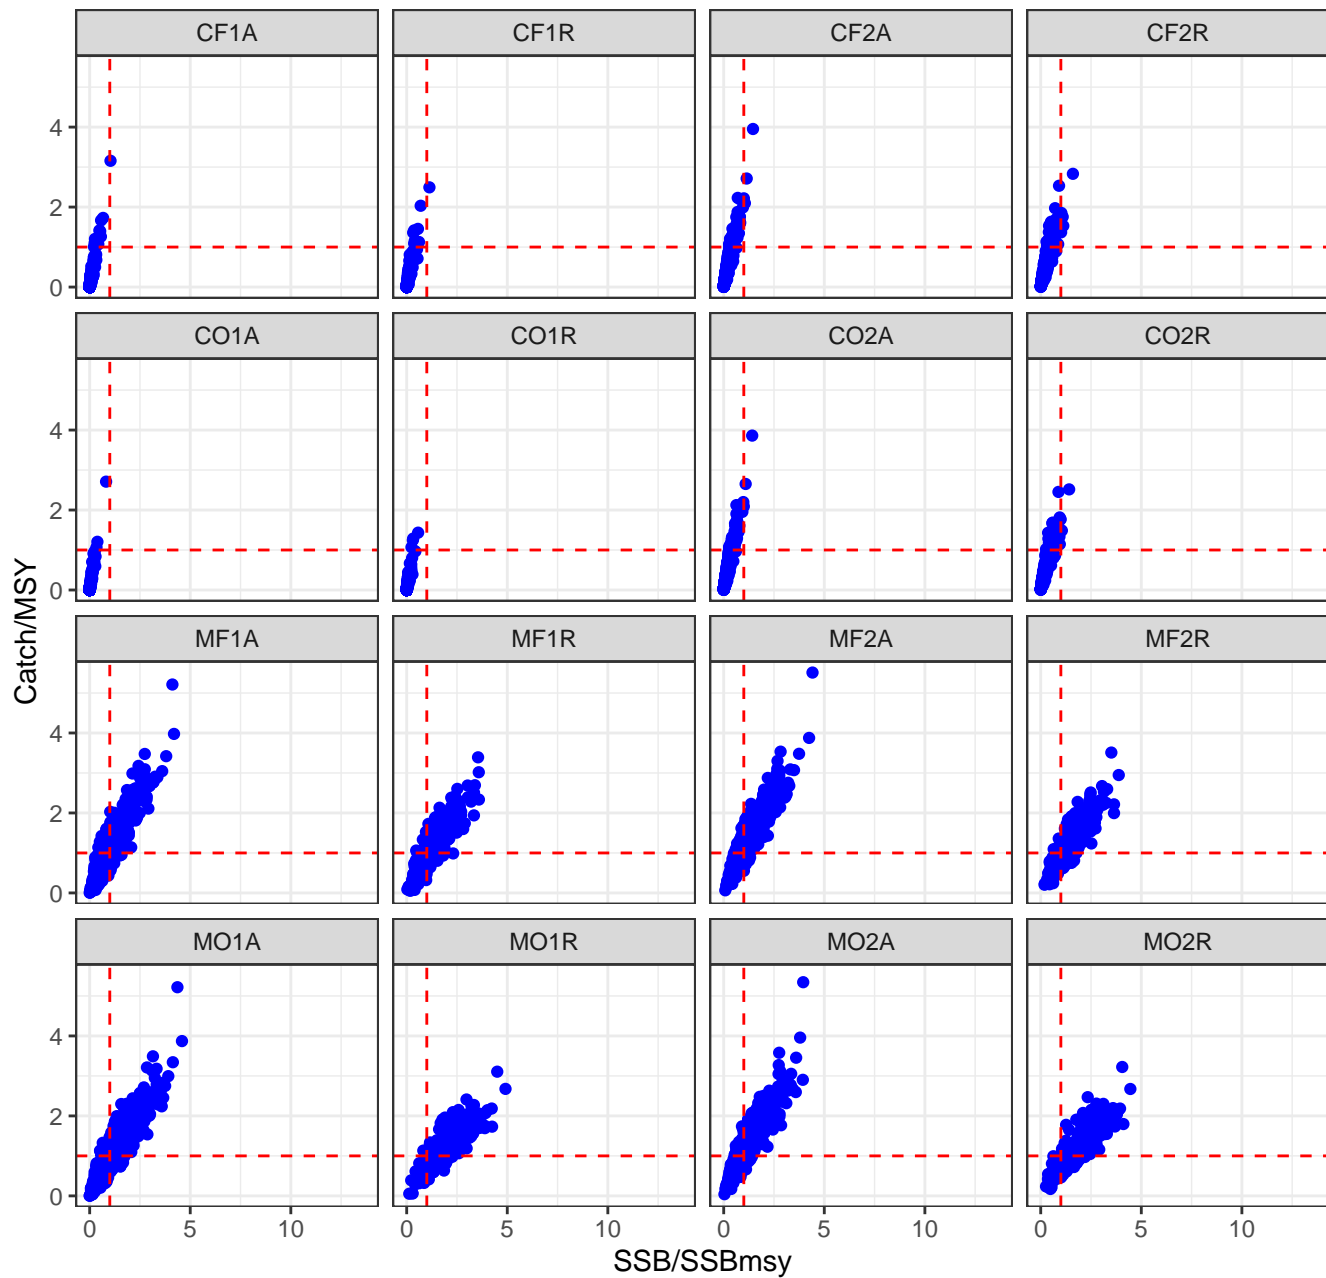 CF1A CF1R CF2A CF2R
4
2
0
CO1A CO1R CO2A CO2R
4
2
0
MF1A MF1R MF2A MF2R
4
2
0
MO1A MO1R MO2A MO2R
4
2
0
0 5 10 0 5 10 0 5 10 0 5 10
SSB/SSBmsy
Catch/MSY